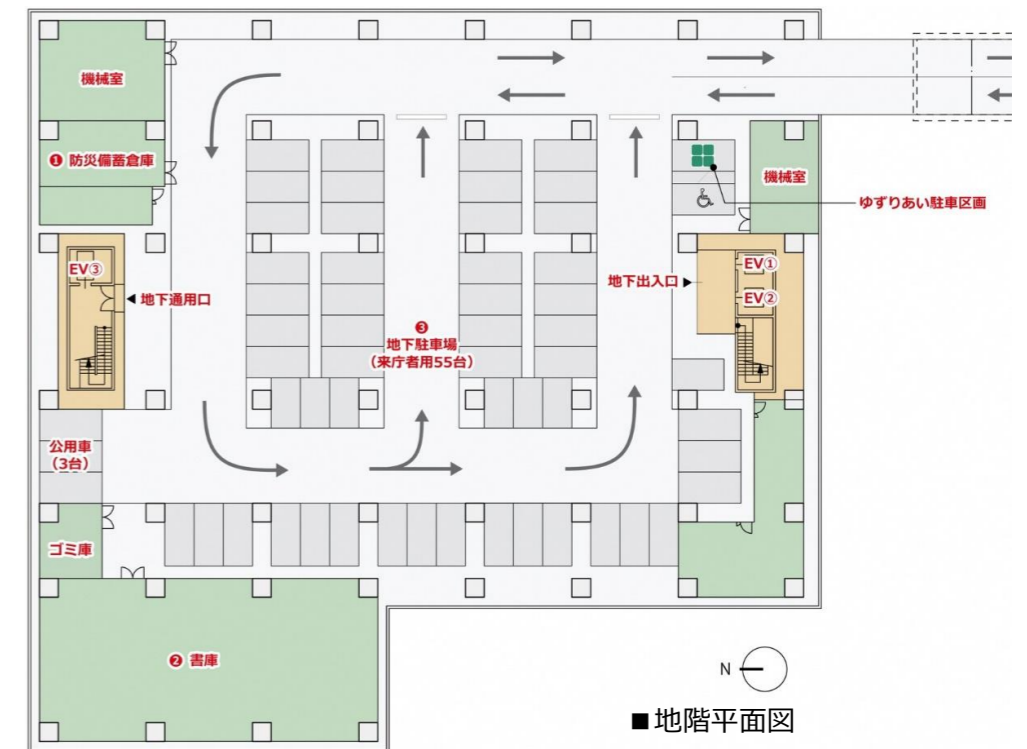 機械室
❶ 防災備蓄倉庫
機械室
ゆずりあい駐車区画
EV③
地下通用口
EV①
地下出入口
EV②
❸
地下駐車場
（来庁者用55台）
公用車
（3台）
ゴミ庫
❷ 書庫
N
■地階平面図